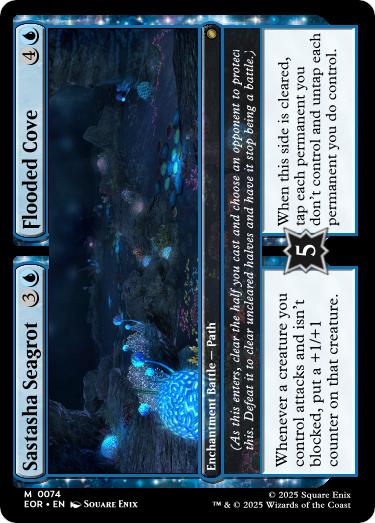 Sastasha Seagrot 3
Flooded Cove 4
Enchantment Battle — Path
(As this enters, clear the half you cast and choose an opponent to protect
this. Defeat it to clear uncleared halves and have it stop being a battle.)
Whenever a creature you
control attacks and isn't
blocked, put a +1/+1
counter on that creature.
5
When this side is cleared,
tap each permanent you
don't control and untap each
permanent you do control.
M 0074
EOR • EN SQUARE ENIX
© 2025 Square Enix
™ & © 2025 Wizards of the Coast